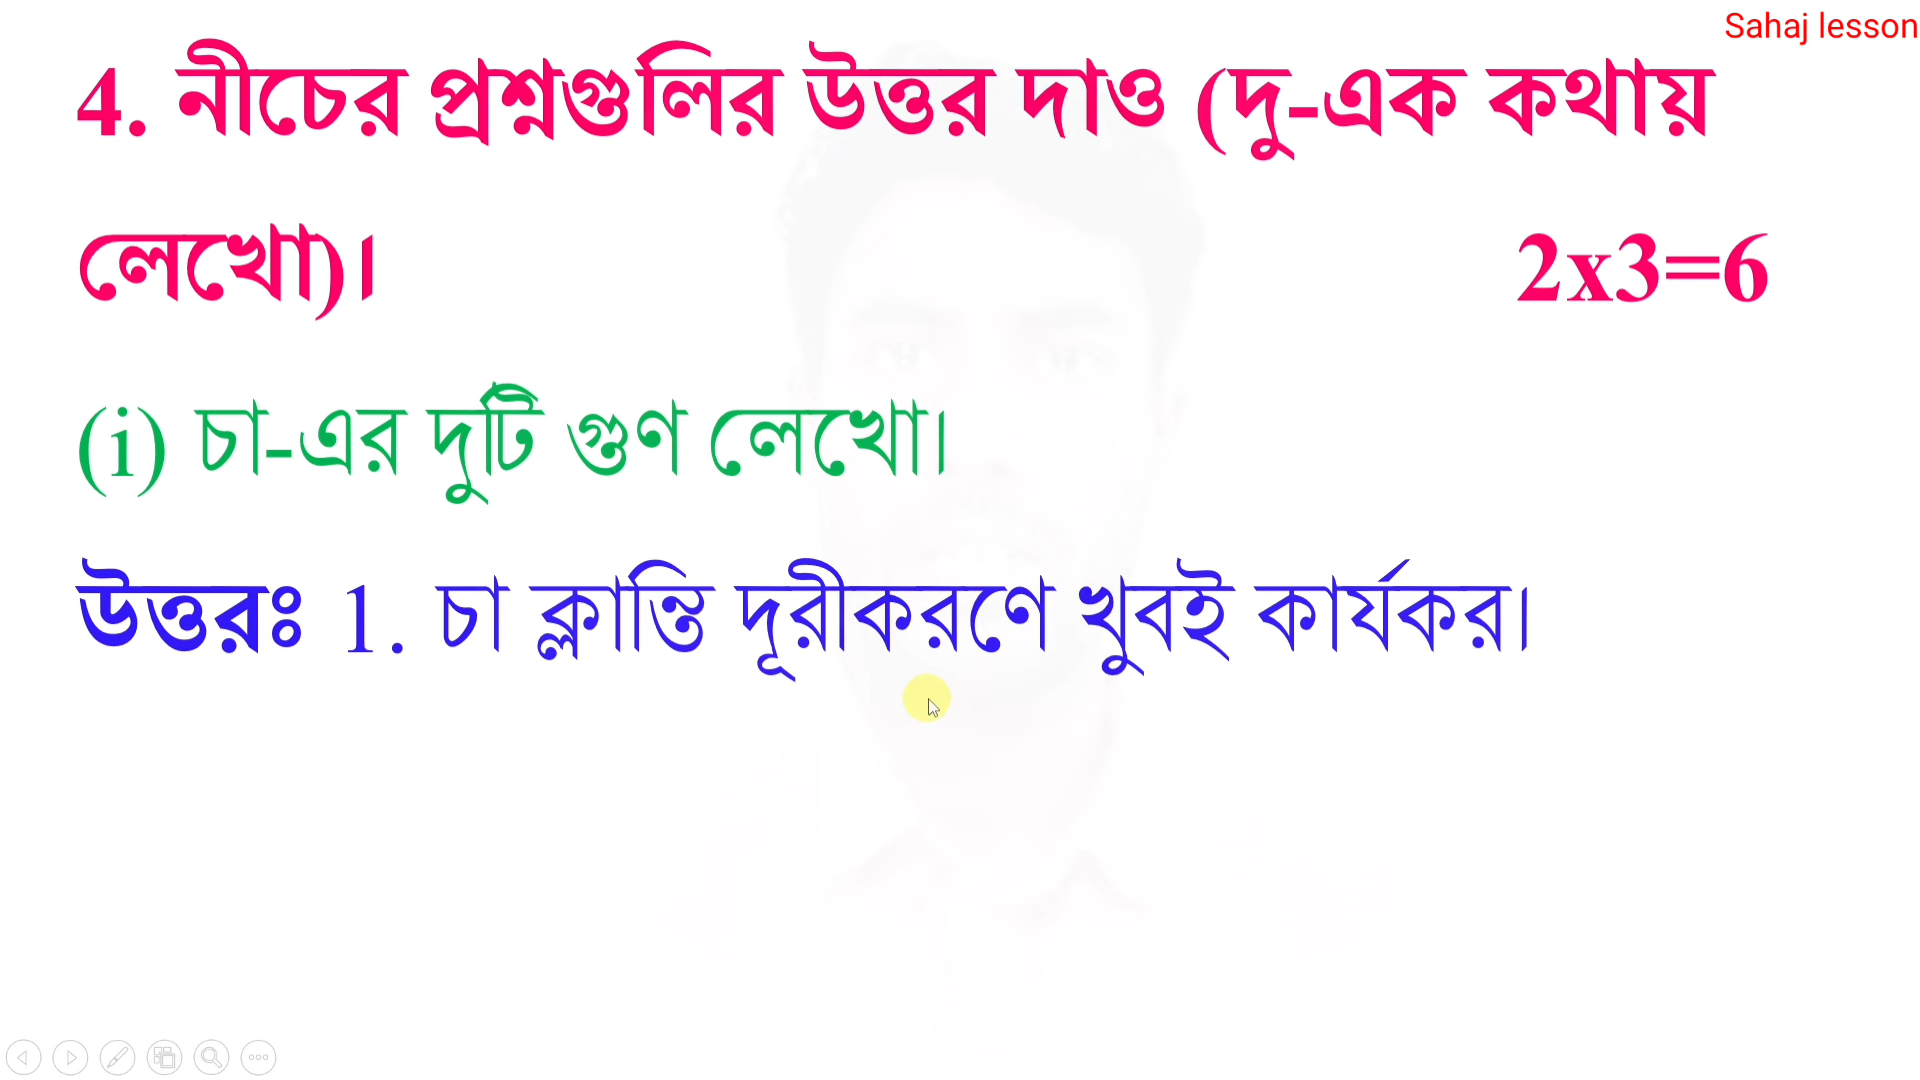 Sahaj lesson
4. নীচের প্রশ্নগুলির উত্তর দাও (দু-এক কথায়
লেখো)। 2x3=6
(i) চা-এর দুটি গুণ লেখো।
উত্তরঃ 1. চা ক্লান্তি দূরীকরণে খুবই কার্যকর।